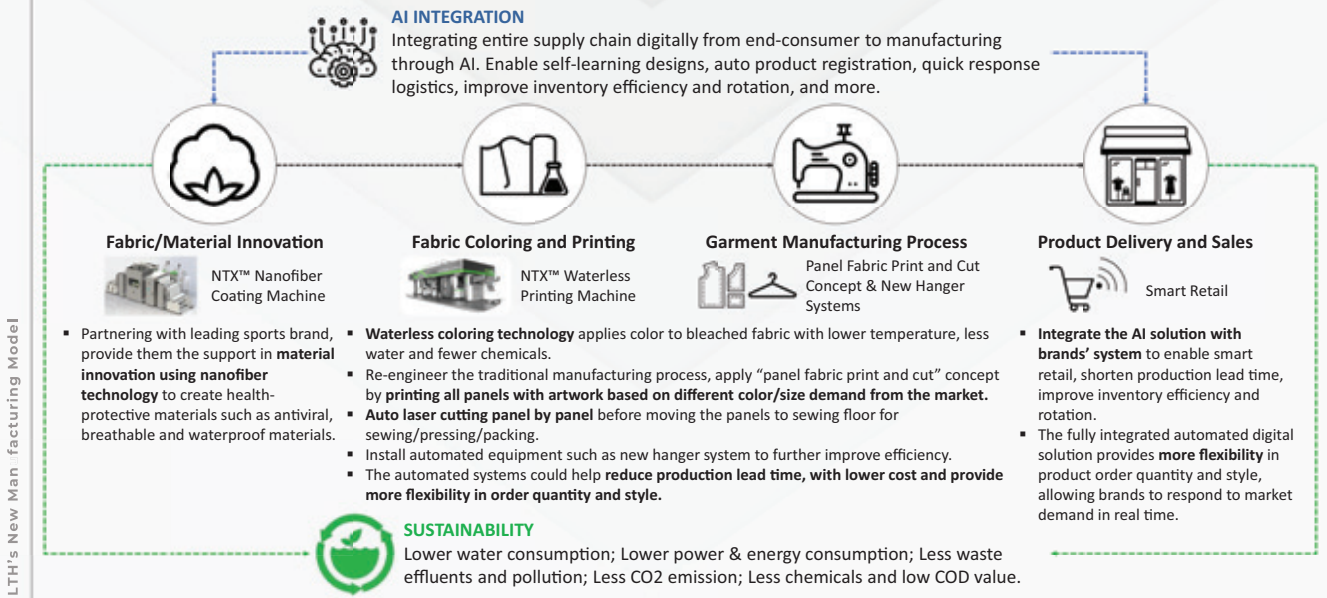 AI INTEGRATION
Integrating entire supply chain digitally from end-consumer to manufacturing
through AI. Enable self-learning designs, auto product registration, quick response
logistics, improve inventory efficiency and rotation, and more.
Fabric/Material Innovation
NTX™ Nanofiber
Coating Machine
▪ Partnering with leading sports brand,
provide them the support in material
innovation using nanofiber
technology to create health-
protective materials such as antiviral,
breathable and waterproof materials.
Fabric Coloring and Printing
NTX™ Waterless
Printing Machine
Garment Manufacturing Process
Panel Fabric Print and Cut
Concept & New Hanger
Systems
▪ Waterless coloring technology applies color to bleached fabric with lower temperature, less
water and fewer chemicals.
▪ Re-engineer the traditional manufacturing process, apply “panel fabric print and cut” concept
by printing all panels with artwork based on different color/size demand from the market.
▪ Auto laser cutting panel by panel before moving the panels to sewing floor for
sewing/pressing/packing.
▪ Install automated equipment such as new hanger system to further improve efficiency.
▪ The automated systems could help reduce production lead time, with lower cost and provide
more flexibility in order quantity and style.
Product Delivery and Sales
Smart Retail
▪ Integrate the AI solution with
brands’ system to enable smart
retail, shorten production lead time,
improve inventory efficiency and
rotation.
▪ The fully integrated automated digital
solution provides more flexibility in
product order quantity and style,
allowing brands to respond to market
demand in real time.
SUSTAINABILITY
Lower water consumption; Lower power & energy consumption; Less waste
effluents and pollution; Less CO2 emission; Less chemicals and low COD value.
LTH’s New Manufacturing Model